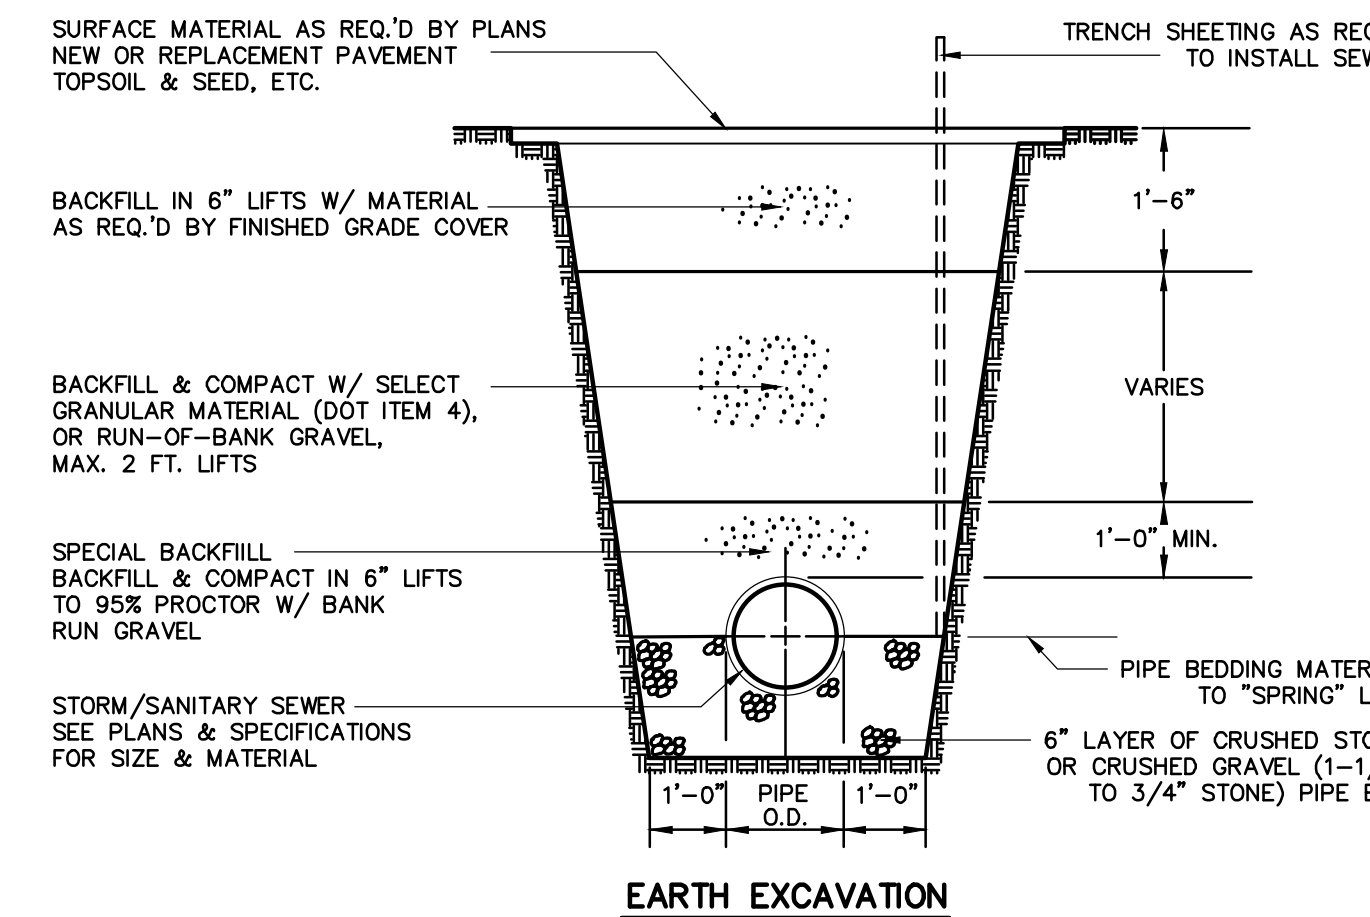 SURFACE MATERIAL AS REQ.'D BY PLANS
NEW OR REPLACEMENT PAVEMENT
TOPSOIL & SEED, ETC.
TRENCH SHEETING AS REQ
TO INSTALL SEW
BACKFILL IN 6" LIFTS W/ MATERIAL
AS REQ.'D BY FINISHED GRADE COVER
1'-6"
BACKFILL & COMPACT W/ SELECT
GRANULAR MATERIAL (DOT ITEM 4),
OR RUN-OF-BANK GRAVEL,
MAX. 2 FT. LIFTS
VARIES
SPECIAL BACKFIILL
BACKFILL & COMPACT IN 6" LIFTS
TO 95% PROCTOR W/ BANK
RUN GRAVEL
1'-0" MIN.
STORM/SANITARY SEWER
SEE PLANS & SPECIFICATIONS
FOR SIZE & MATERIAL
PIPE BEDDING MATER
TO "SPRING" L
6" LAYER OF CRUSHED STO
OR CRUSHED GRAVEL (1-1/
TO 3/4" STONE) PIPE B
1'-0"
PIPE
O.D.
1'-0"
EARTH EXCAVATION